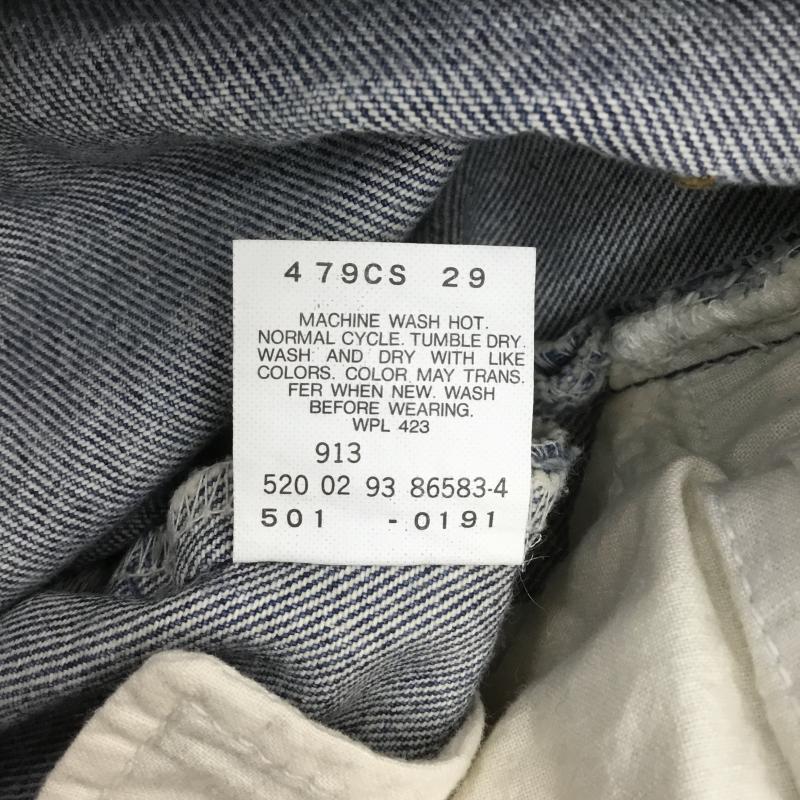 479CS 29
MACHINE WASH HOT.
NORMAL CYCLE. TUMBLE DRY.
WASH AND DRY WITH LIKE
COLORS. COLOR MAY TRANS.
FER WHEN NEW. WASH
BEFORE WEARING.
WPL 423
913
520 02 93 86583-4
501 -0191